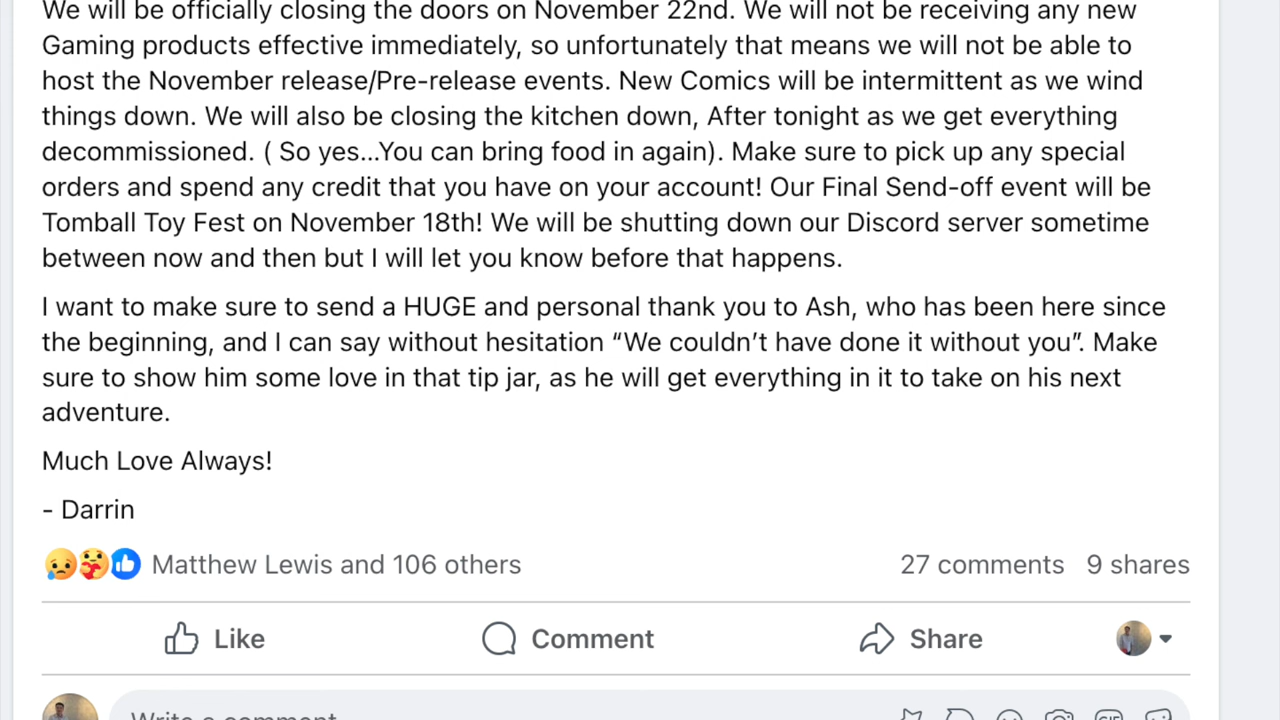 We will be officially closing the doors on November 22nd. We will not be receiving any new
Gaming products effective immediately, so unfortunately that means we will not be able to
host the November release/Pre-release events. New Comics will be intermittent as we wind
things down. We will also be closing the kitchen down, After tonight as we get everything
decommissioned. ( So yes...You can bring food in again). Make sure to pick up any special
orders and spend any credit that you have on your account! Our Final Send-off event will be
Tomball Toy Fest on November 18th! We will be shutting down our Discord server sometime
between now and then but I will let you know before that happens.
I want to make sure to send a HUGE and personal thank you to Ash, who has been here since
the beginning, and I can say without hesitation “We couldn’t have done it without you”. Make
sure to show him some love in that tip jar, as he will get everything in it to take on his next
adventure.
Much Love Always!
- Darrin
Matthew Lewis and 106 others 27 comments 9 shares
Like Comment Share
Write a comment
GIF